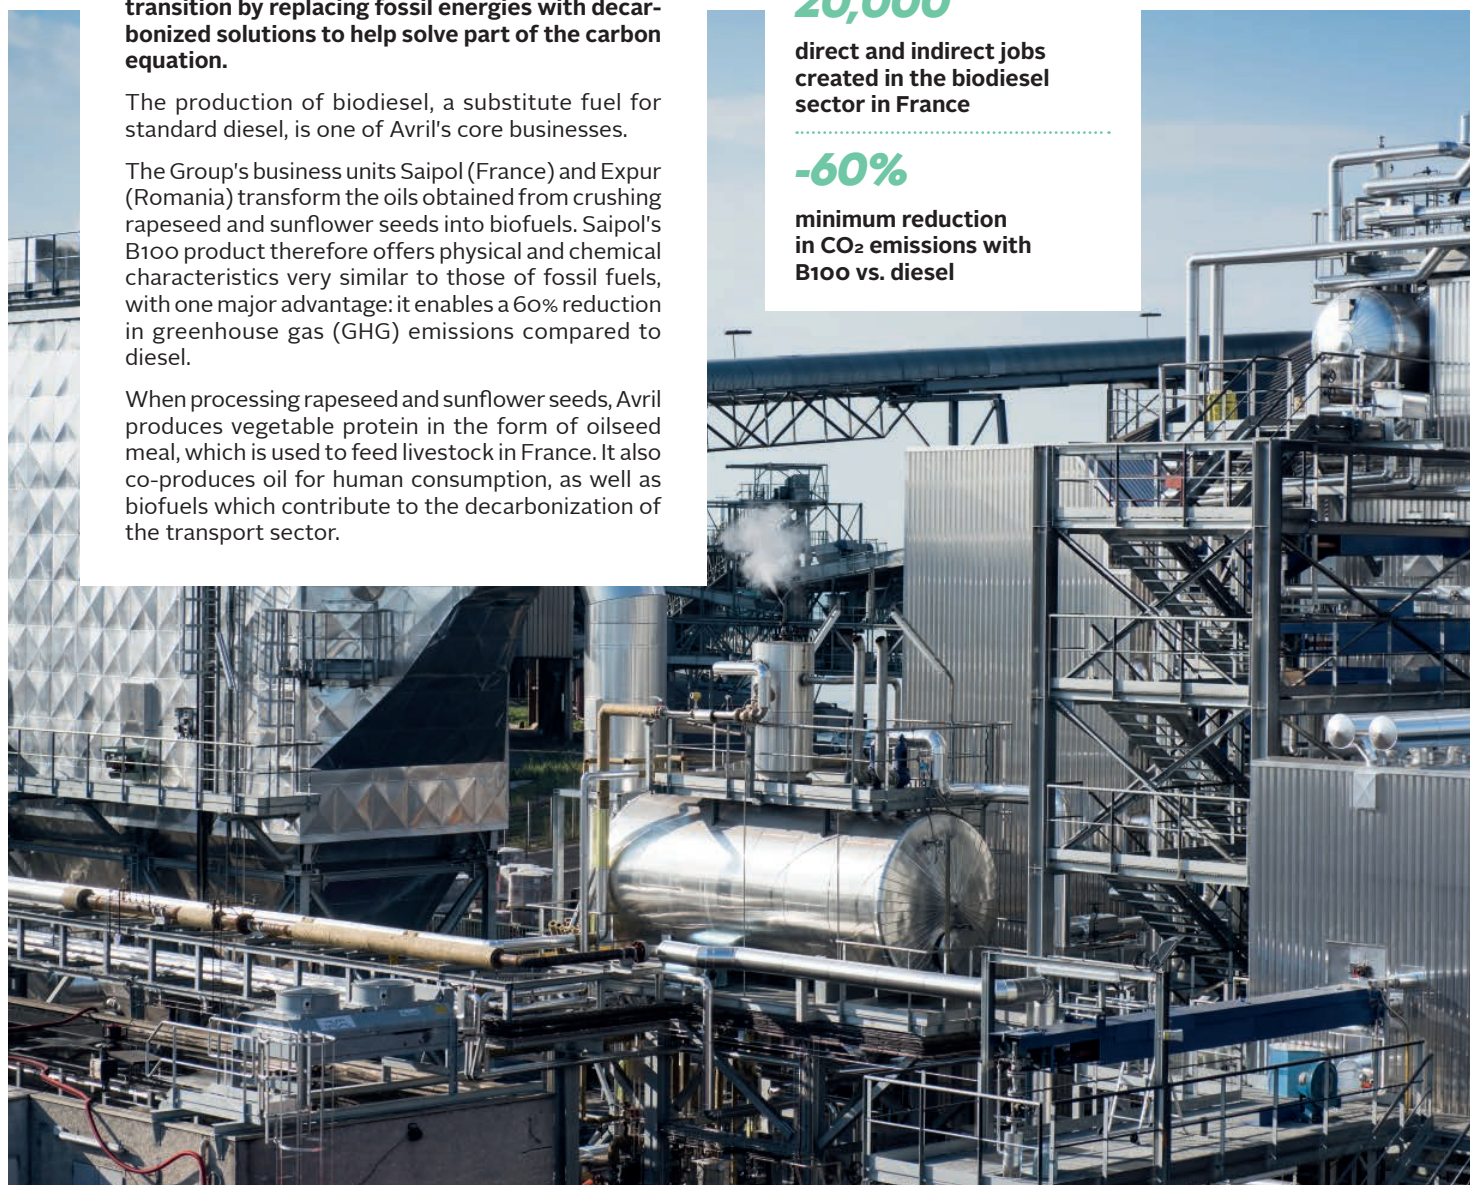 transition by replacing fossil energies with decar-
bonized solutions to help solve part of the carbon
equation.
The production of biodiesel, a substitute fuel for
standard diesel, is one of Avril's core businesses.
The Group's business units Saipol (France) and Expur
(Romania) transform the oils obtained from crushing
rapeseed and sunflower seeds into biofuels. Saipol's
B100 product therefore offers physical and chemical
characteristics very similar to those of fossil fuels,
with one major advantage: it enables a 60% reduction
in greenhouse gas (GHG) emissions compared to
diesel.
When processing rapeseed and sunflower seeds, Avril
produces vegetable protein in the form of oilseed
meal, which is used to feed livestock in France. It also
co-produces oil for human consumption, as well as
biofuels which contribute to the decarbonization of
the transport sector.
20,000
direct and indirect jobs
created in the biodiesel
sector in France
-60%
minimum reduction
in CO₂ emissions with
B100 vs. diesel